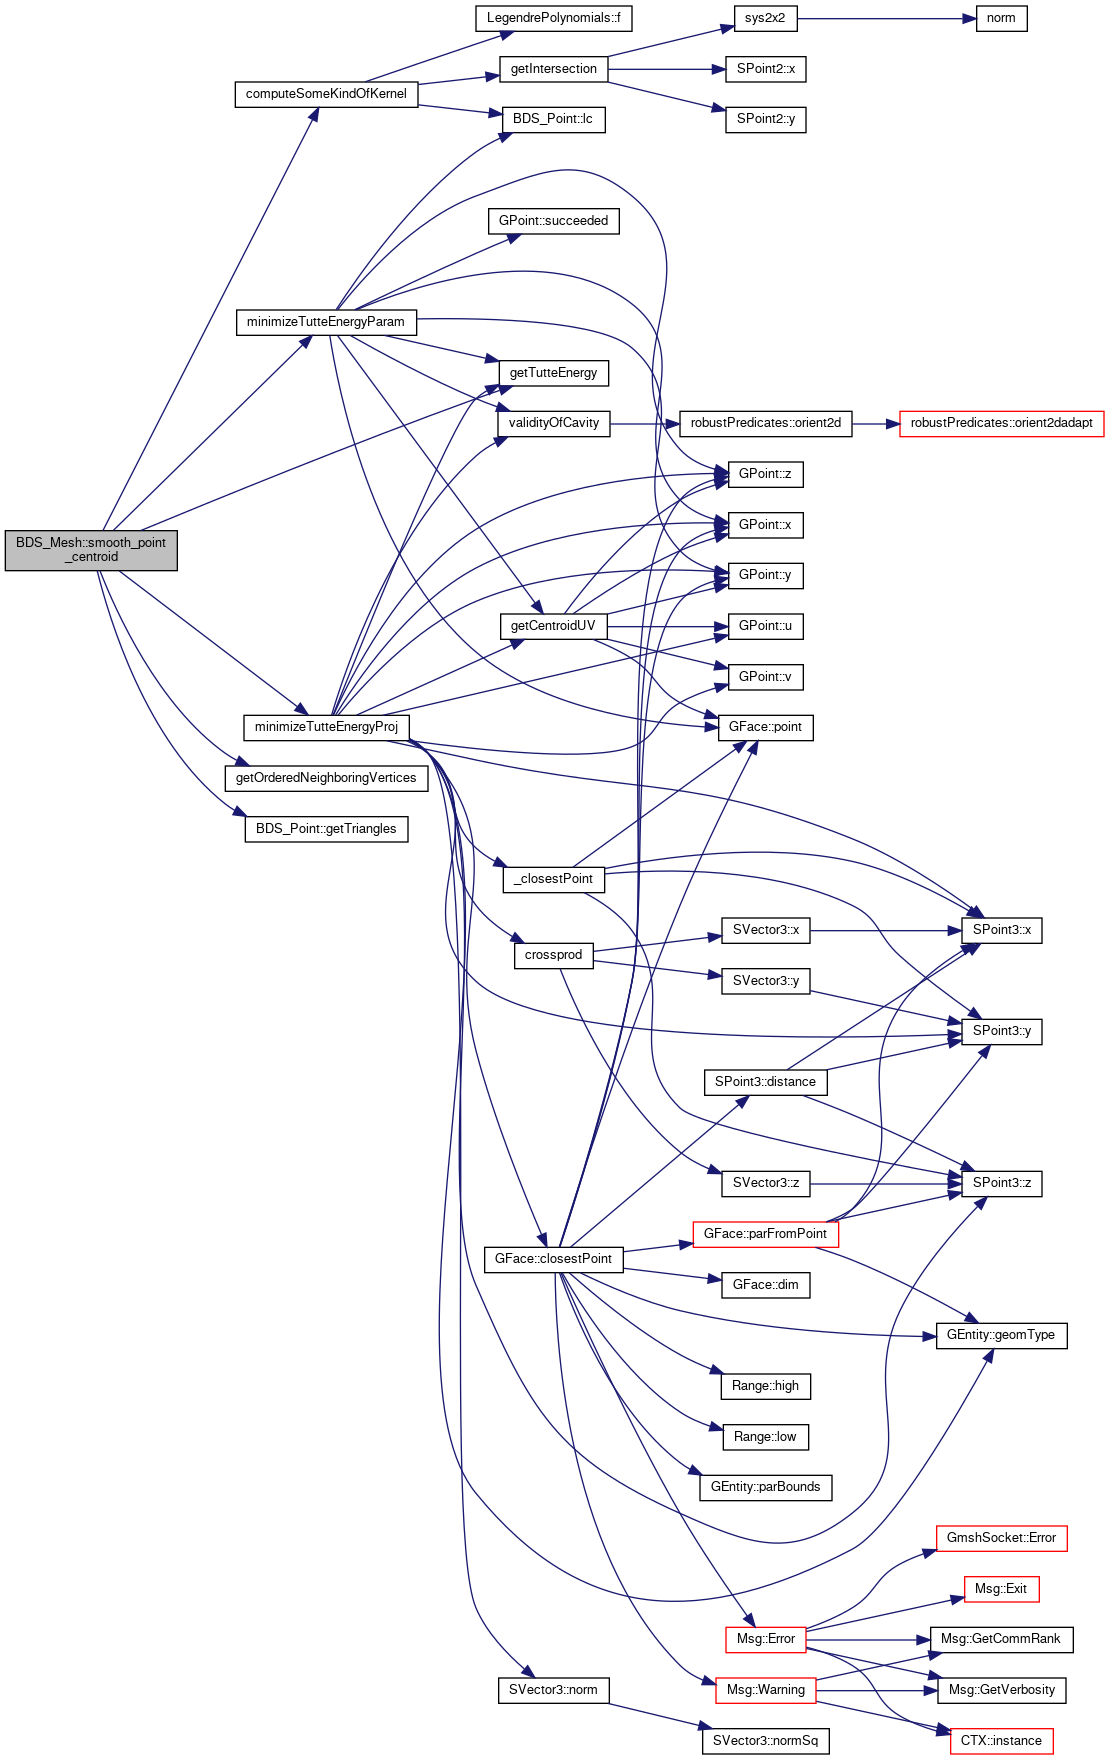 LegendrePolynomials::f
sys2x2
norm
getIntersection
SPoint2::x
computeSomeKindOfKernel
BDS_Point::lc
SPoint2::y
GPoint::succeeded
minimizeTutteEnergyParam
getTutteEnergy
validityOfCavity
robustPredicates::orient2d
robustPredicates::orient2dadapt
GPoint::z
GPoint::x
BDS_Mesh::smooth_point
_centroid
GPoint::y
getCentroidUV
GPoint::u
GPoint::v
minimizeTutteEnergyProj
GFace::point
getOrderedNeighboringVertices
BDS_Point::getTriangles
_closestPoint
SVector3::x
SPoint3::x
crossprod
SVector3::y
SPoint3::y
SPoint3::distance
SVector3::z
SPoint3::z
GFace::parFromPoint
GFace::closestPoint
GFace::dim
GEntity::geomType
Range::high
Range::low
GEntity::parBounds
GmshSocket::Error
Msg::Exit
Msg::Error
Msg::GetCommRank
SVector3::norm
Msg::Warning
Msg::GetVerbosity
SVector3::normSq
CTX::instance